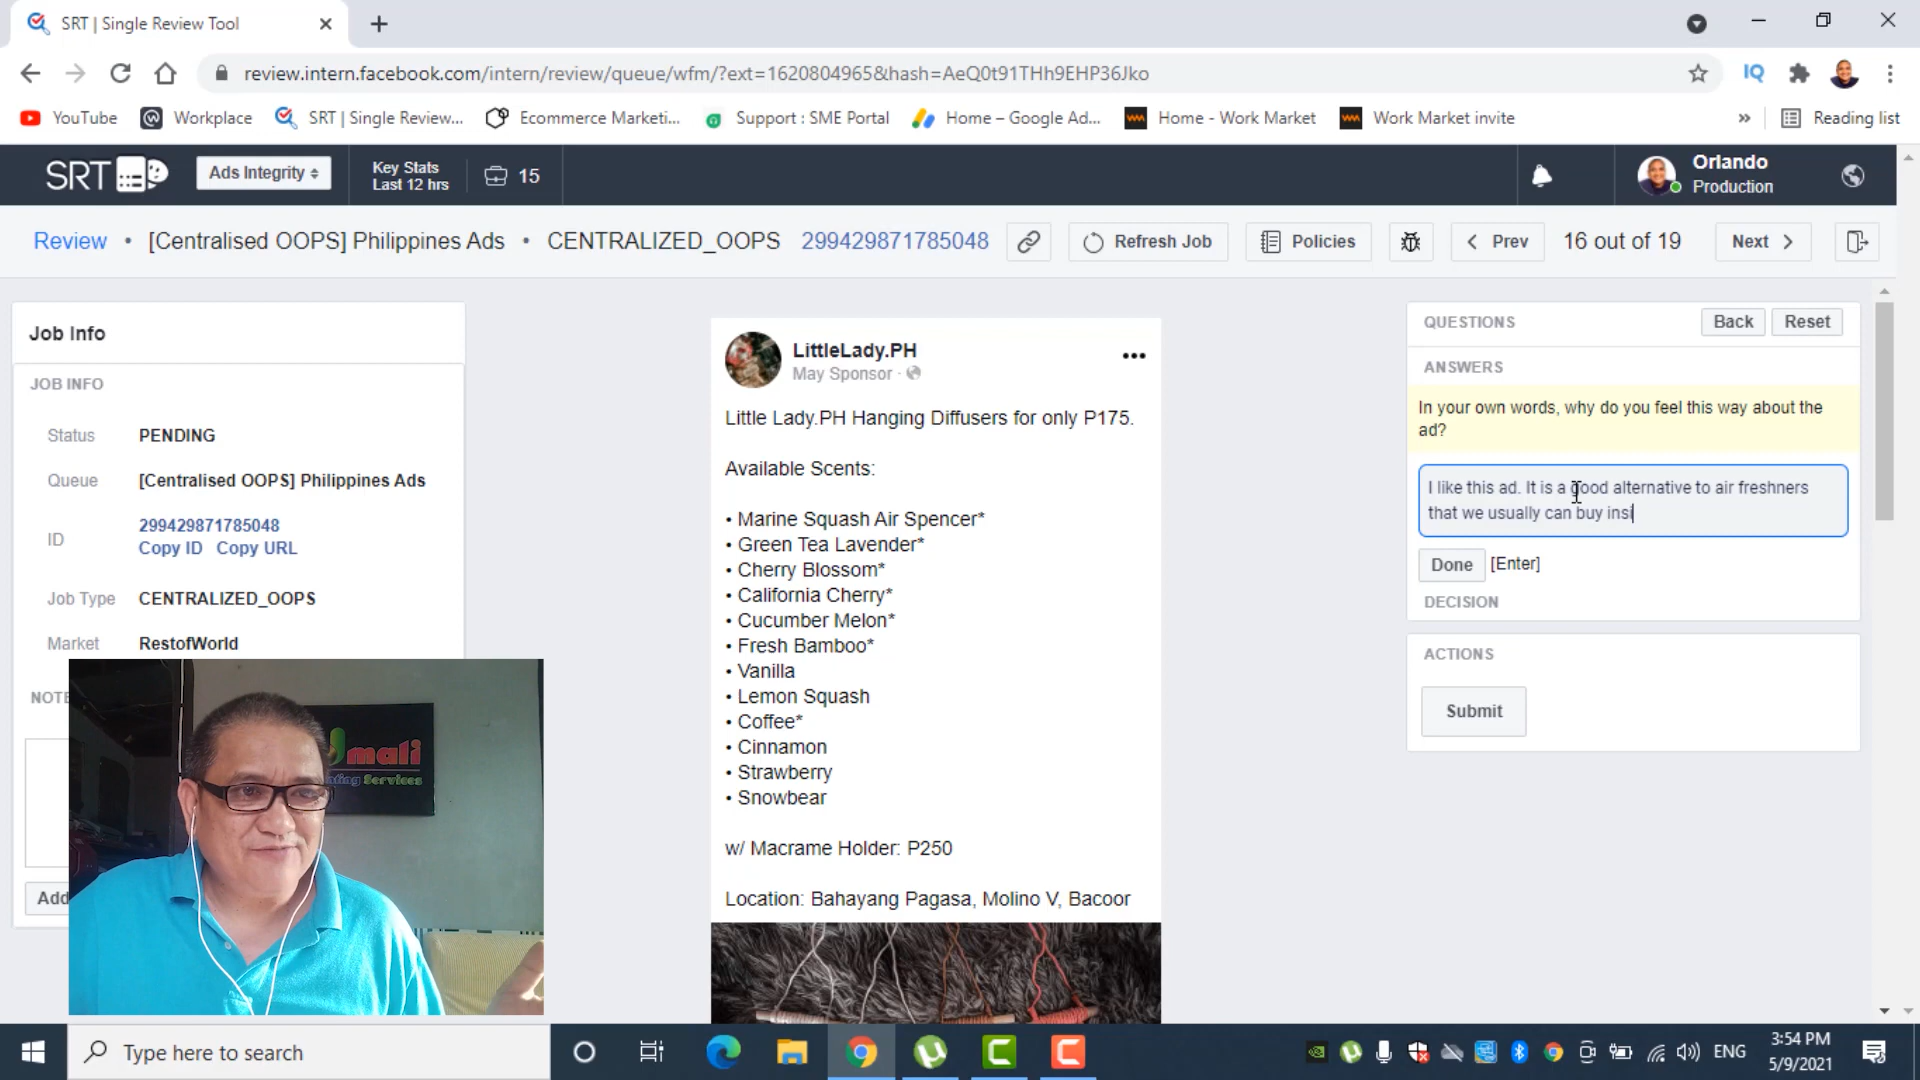 SRT | Single Review Tool
review.intern.facebook.com/intern/review/queue/wfm/?ext=1620804965&hash=AeQ0t91THh9EHP36Jko
IQ
YouTube Workplace SRT | Single Review... Ecommerce Marketi... Support : SME Portal Home – Google Ad... Home - Work Market Work Market invite » Reading list
SRT Ads Integrity Key Stats Last 12 hrs 15 Orlando Production
Review • [Centralised OOPS] Philippines Ads • CENTRALIZED_OOPS 299429871785048 Refresh Job Policies Prev 16 out of 19 Next
Job Info
JOB INFO
Status PENDING
Queue [Centralised OOPS] Philippines Ads
ID 299429871785048
Copy ID Copy URL
Job Type CENTRALIZED_OOPS
Market RestofWorld
NOTE
Add
mali
ting Services
LittleLady.PH
May Sponsor ·
Little Lady.PH Hanging Diffusers for only P175.
Available Scents:
• Marine Squash Air Spencer*
• Green Tea Lavender*
• Cherry Blossom*
• California Cherry*
• Cucumber Melon*
• Fresh Bamboo*
• Vanilla
• Lemon Squash
• Coffee*
• Cinnamon
• Strawberry
• Snowbear
w/ Macrame Holder: P250
Location: Bahayang Pagasa, Molino V, Bacoor
QUESTIONS Back Reset
ANSWERS
In your own words, why do you feel this way about the
ad?
I like this ad. It is a good alternative to air freshners
that we usually can buy insi
Done [Enter]
DECISION
ACTIONS
Submit
Type here to search
ENG
3:54 PM
5/9/2021